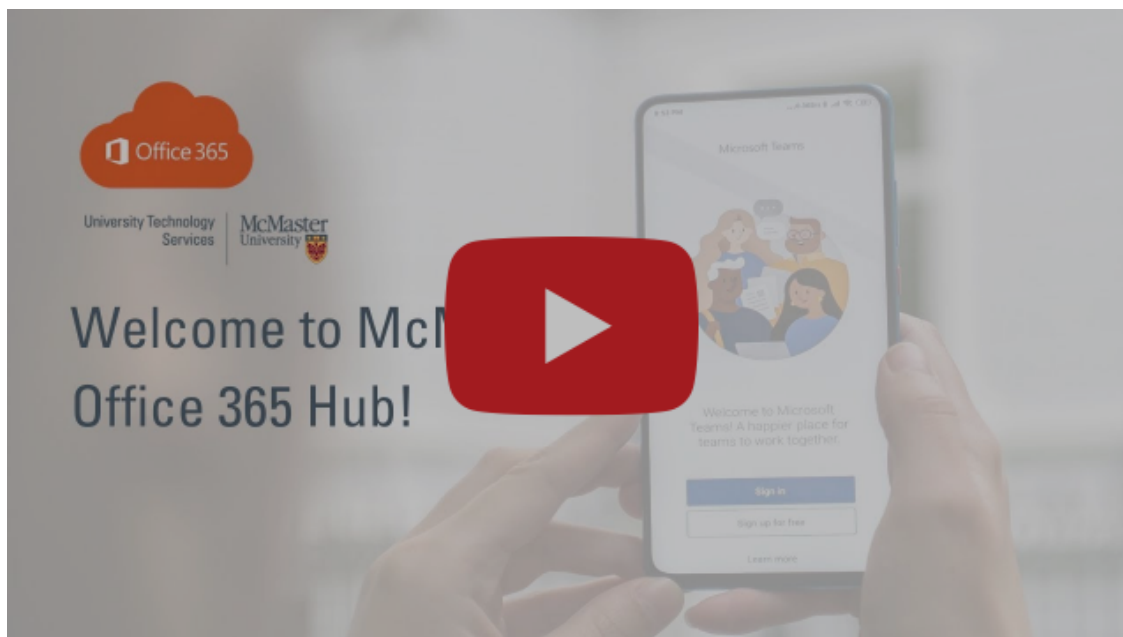 Office 365
University Technology
Services
McMaster
University
Welcome to McM
Office 365 Hub!
Microsoft Teams
Welcome to Microsoft
Teams! A happier place for
teams to work together.
Sign in
Sign up for free
Learn more